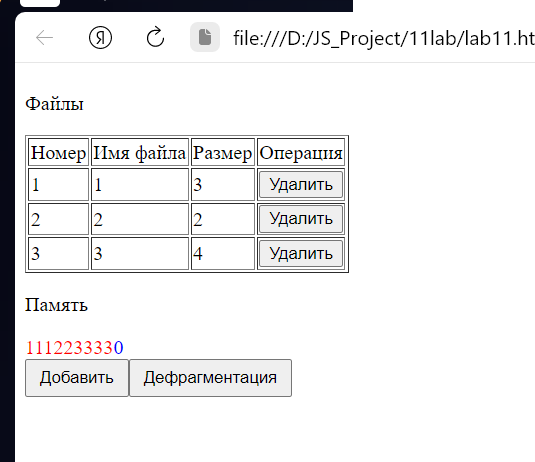 Я file:///D:/JS_Project/11lab/lab11.ht
Файлы
Номер Имя файла Размер Операция
1 1 3 Удалить
2 2 2 Удалить
3 3 4 Удалить
Память
1112233330
Добавить Дефрагментация